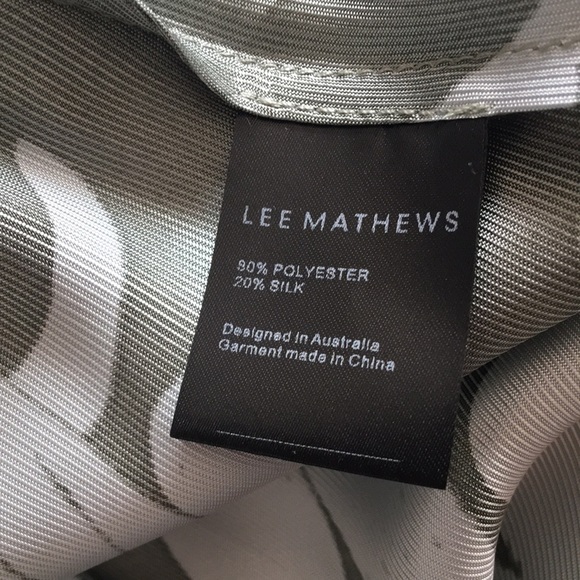 LEE MATHEWS
80% POLYESTER
20% SILK
Designed in Australia
Garment made in China